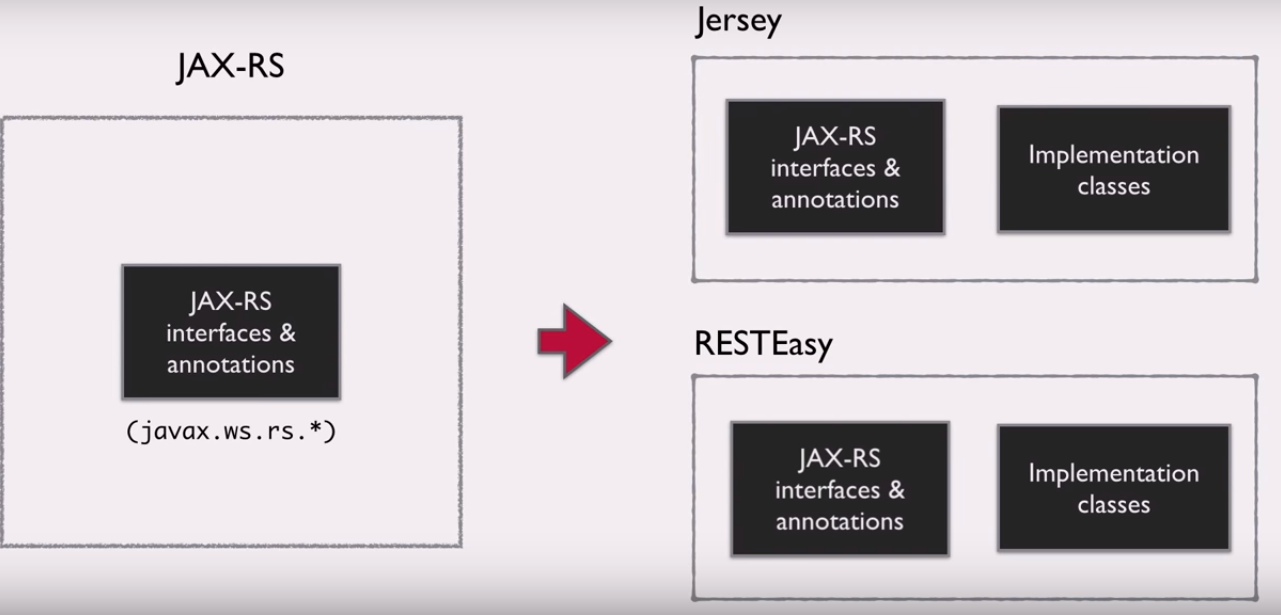 JAX-RS
JAX-RS
interfaces &
annotations
(javax.ws.rs.*)
Jersey
JAX-RS
interfaces &
annotations
Implementation
classes
RESTEasy
JAX-RS
interfaces &
annotations
Implementation
classes